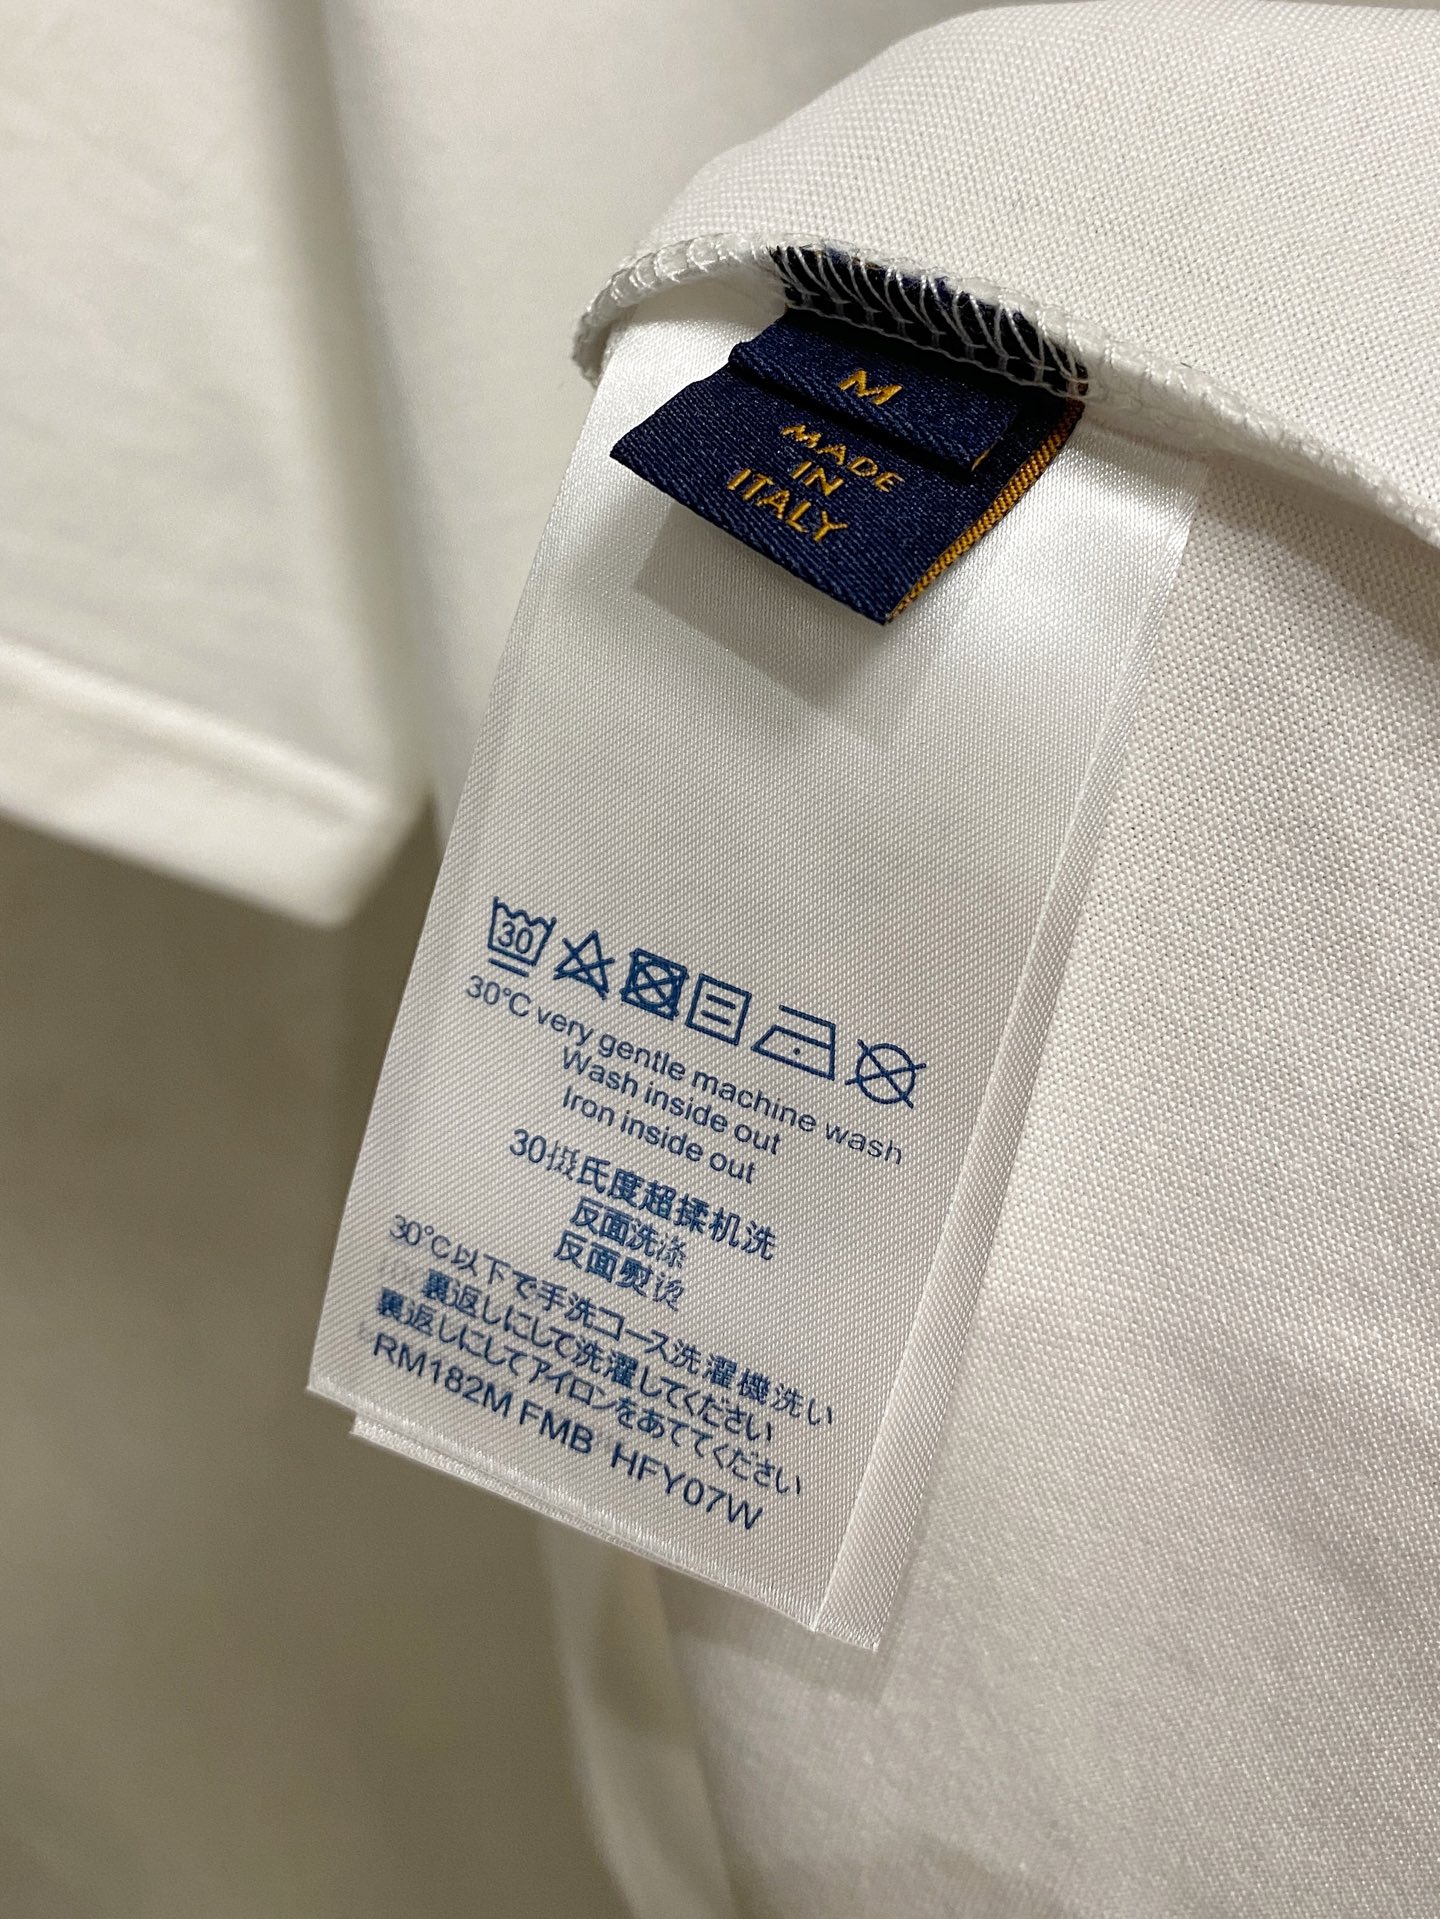 M
MADE
IN
ITALY
30
30°C very gentle machine wash
Wash inside out
Iron inside out
30摄氏度超揉机洗
反面洗涤
反面熨烫
30°C以下で手洗コース洗濯機洗い
裏返しにして洗濯してください
裏返しにしてアイロンをあててください
RM182M FMB HFY07W